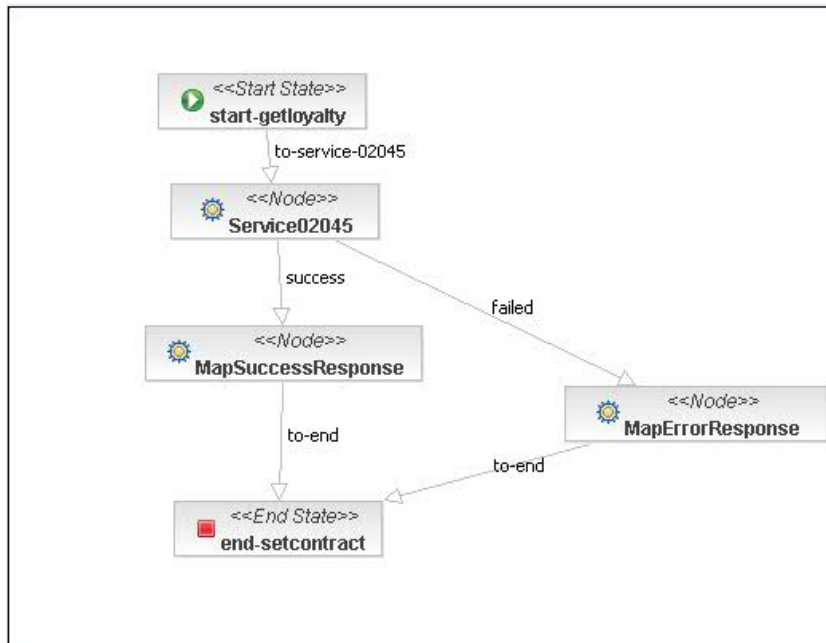 <<Start State>>
start-getloyalty
to-service-02045
<<Node>>
Service02045
success
failed
<<Node>>
MapSuccessResponse
<<Node>>
MapErrorResponse
to-end
to-end
<<End State>>
end-setcontract